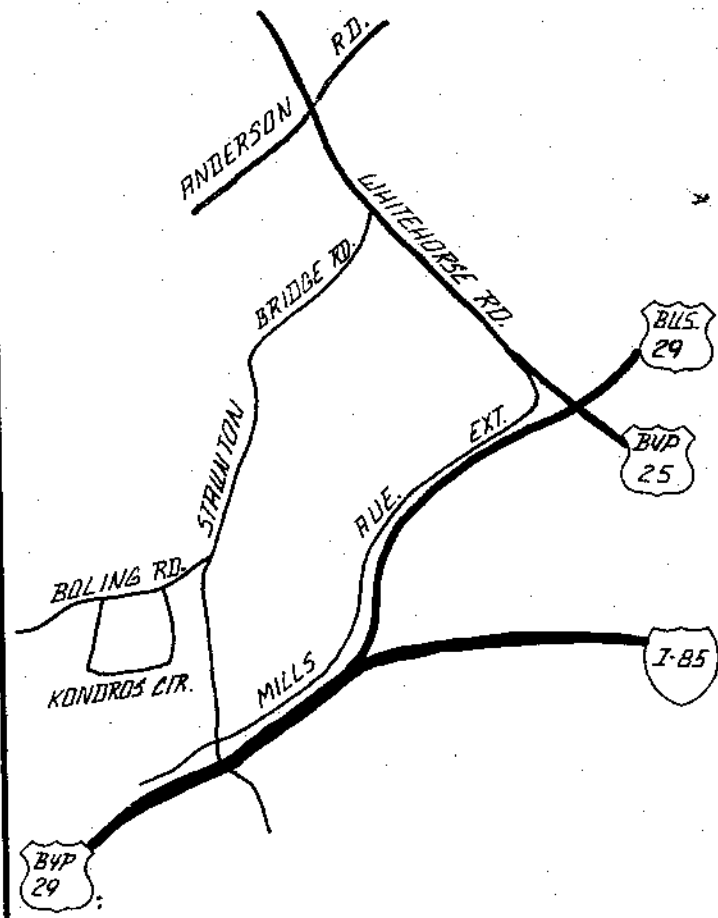 ANDERSON RD.
WHITEHORSE RD.
STAUNTON BRIDGE RD.
BUS.
29
BYP
25
MILLS AVE. EXT.
BOLING RD.
I-85
KONDROS CIR.
BYP
29